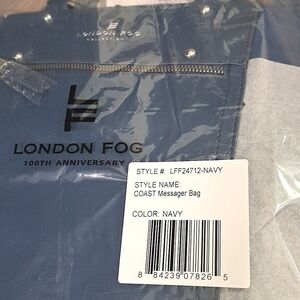 LONDON FOG
COLLECTION
LONDON FOG
100TH ANNIVERSARY
STYLE #: LFF24712-NAVY
STYLE NAME:
COAST Messager Bag
COLOR: NAVY
8 84239 07826 5